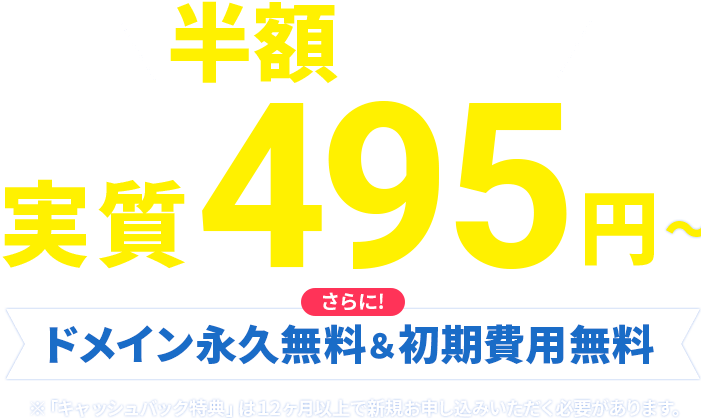 半額
実質495円～
さらに!
ドメイン永久無料&初期費用無料
※「キャッシュバック特典」は12ヶ月以上で新規お申し込みいただく必要があります。